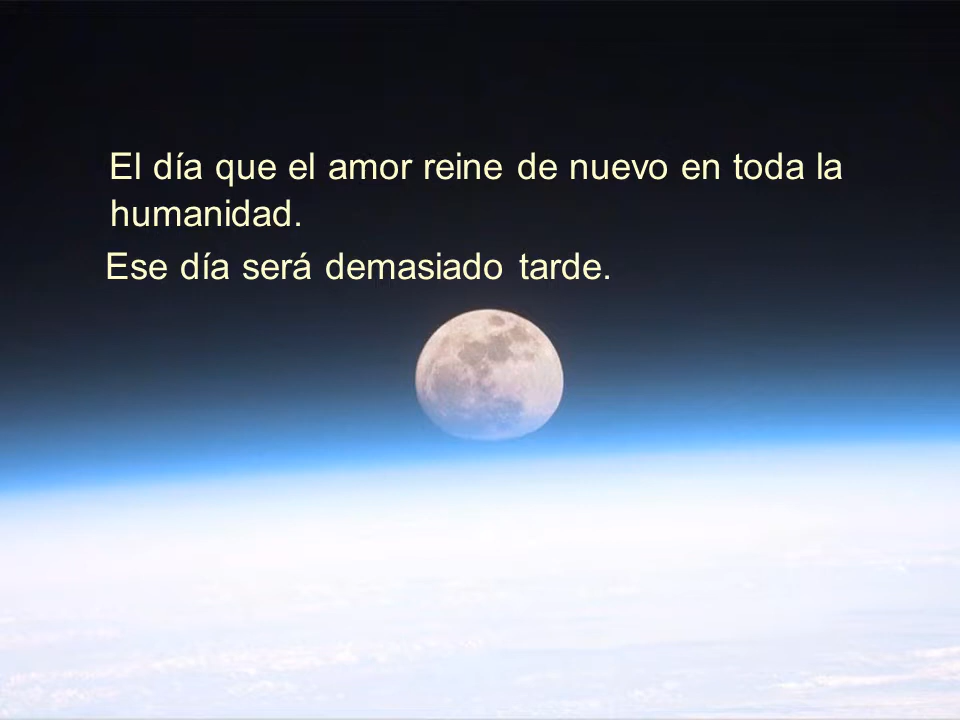 El día que el amor reine de nuevo en toda la
humanidad.
Ese día será demasiado tarde.